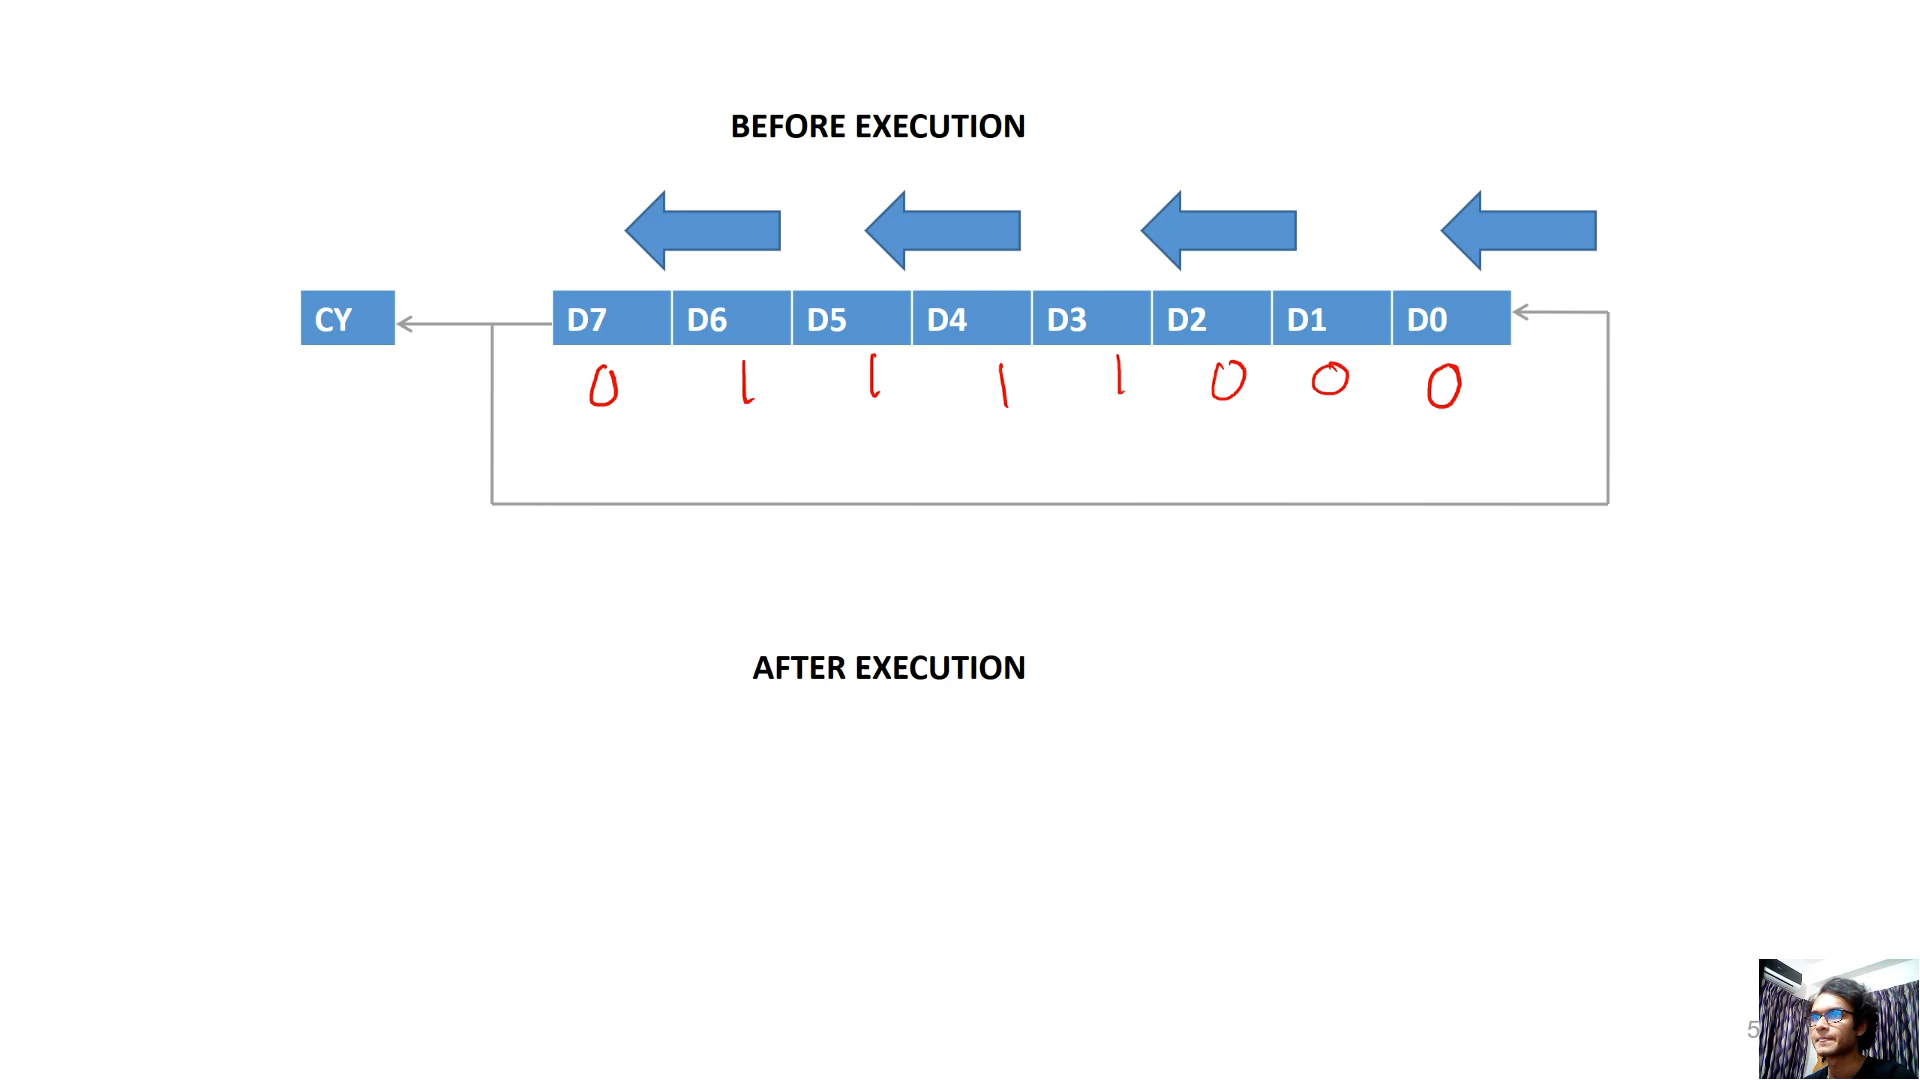 BEFORE EXECUTION
CY D7 D6 D5 D4 D3 D2 D1 D0
0 1 1 1 1 0 0 0
AFTER EXECUTION
5